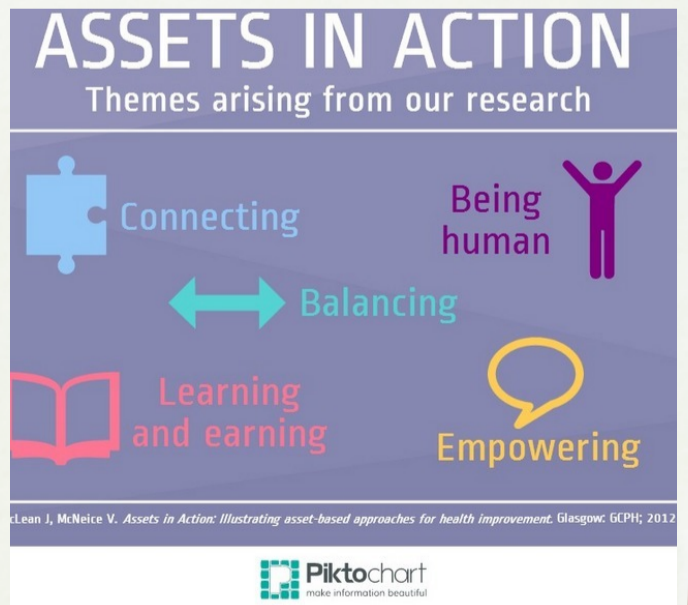 ASSETS IN ACTION
Themes arising from our research
Connecting
Being
human
Balancing
Learning
and earning
Empowering
cLean J, McNeice V. Assets in Action: Illustrating asset-based approaches for health improvement. Glasgow: GCPH; 2012
Piktochart
make information beautiful